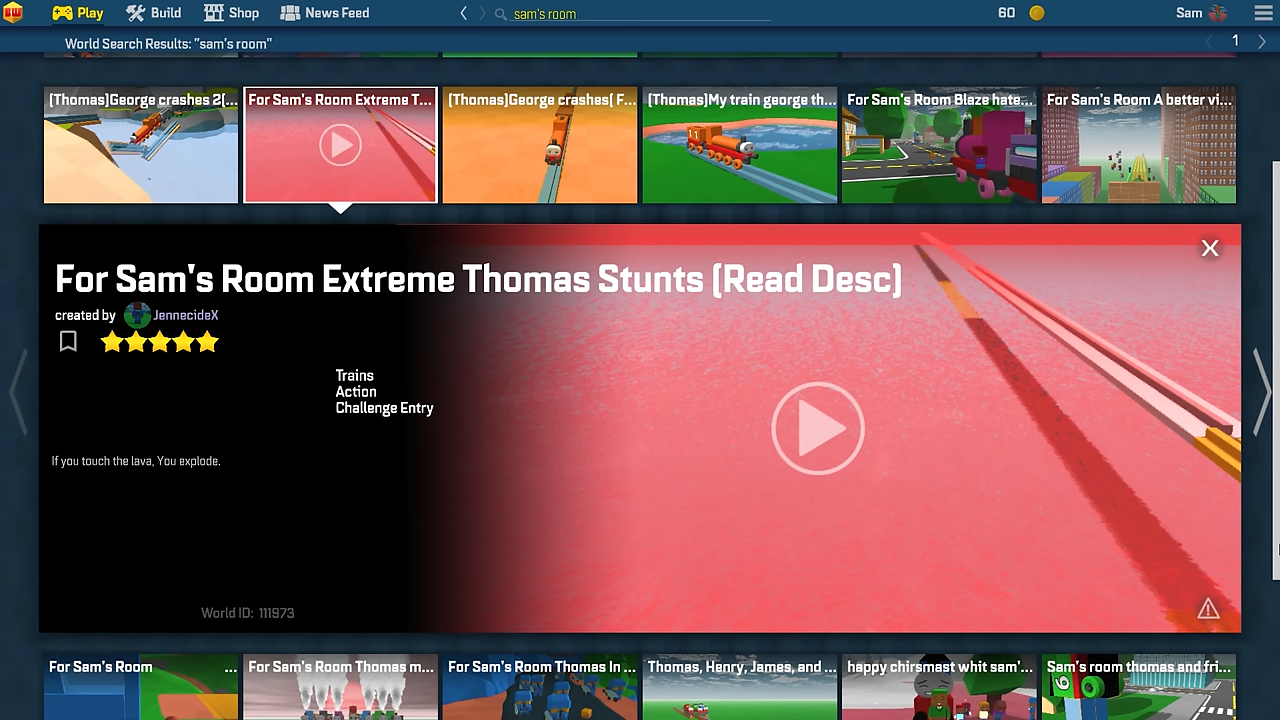 BW Play Build Shop News Feed sam's room 60 Sam
World Search Results: "sam's room" 1
[Thomas]George crashes 2[...
For Sam's Room Extreme T...
[Thomas]George crashes[ F...
[Thomas]My train george th...
For Sam's Room Blaze hate...
For Sam's Room A better vi...
11
For Sam's Room Extreme Thomas Stunts [Read Desc]
created by JennecideX
Trains
Action
Challenge Entry
If you touch the lava, You explode.
World ID: 111973
For Sam's Room ...
For Sam's Room Thomas m...
For Sam's Room Thomas In ...
Thomas, Henry, James, and ...
happy chirsmast whit sam'...
Sam's room thomas and fri...
6